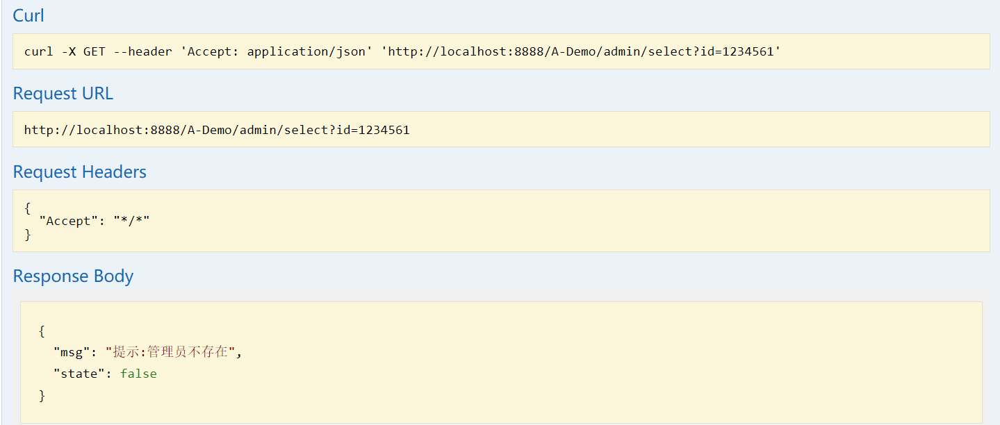 Curl
curl -X GET --header 'Accept: application/json' 'http://localhost:8888/A-Demo/admin/select?id=1234561'
Request URL
http://localhost:8888/A-Demo/admin/select?id=1234561
Request Headers
{
  "Accept": "*/*"
}
Response Body
{
  "msg": "提示:管理员不存在",
  "state": false
}